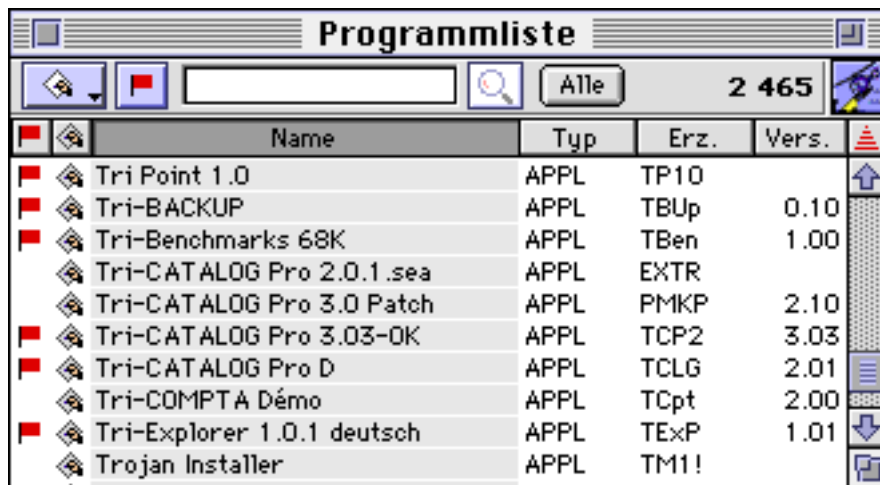 Programmliste
Alle 2 465
Name Typ Erz. Vers.
Tri Point 1.0 APPL TP10
Tri-BACKUP APPL TBUp 0.10
Tri-Benchmarks 68K APPL TBen 1.00
Tri-CATALOG Pro 2.0.1.sea APPL EXTR
Tri-CATALOG Pro 3.0 Patch APPL PMKP 2.10
Tri-CATALOG Pro 3.03-OK APPL TCP2 3.03
Tri-CATALOG Pro D APPL TCLG 2.01
Tri-COMPTA Démo APPL TCpt 2.00
Tri-Explorer 1.0.1 deutsch APPL TExP 1.01
Trojan Installer APPL TM1!